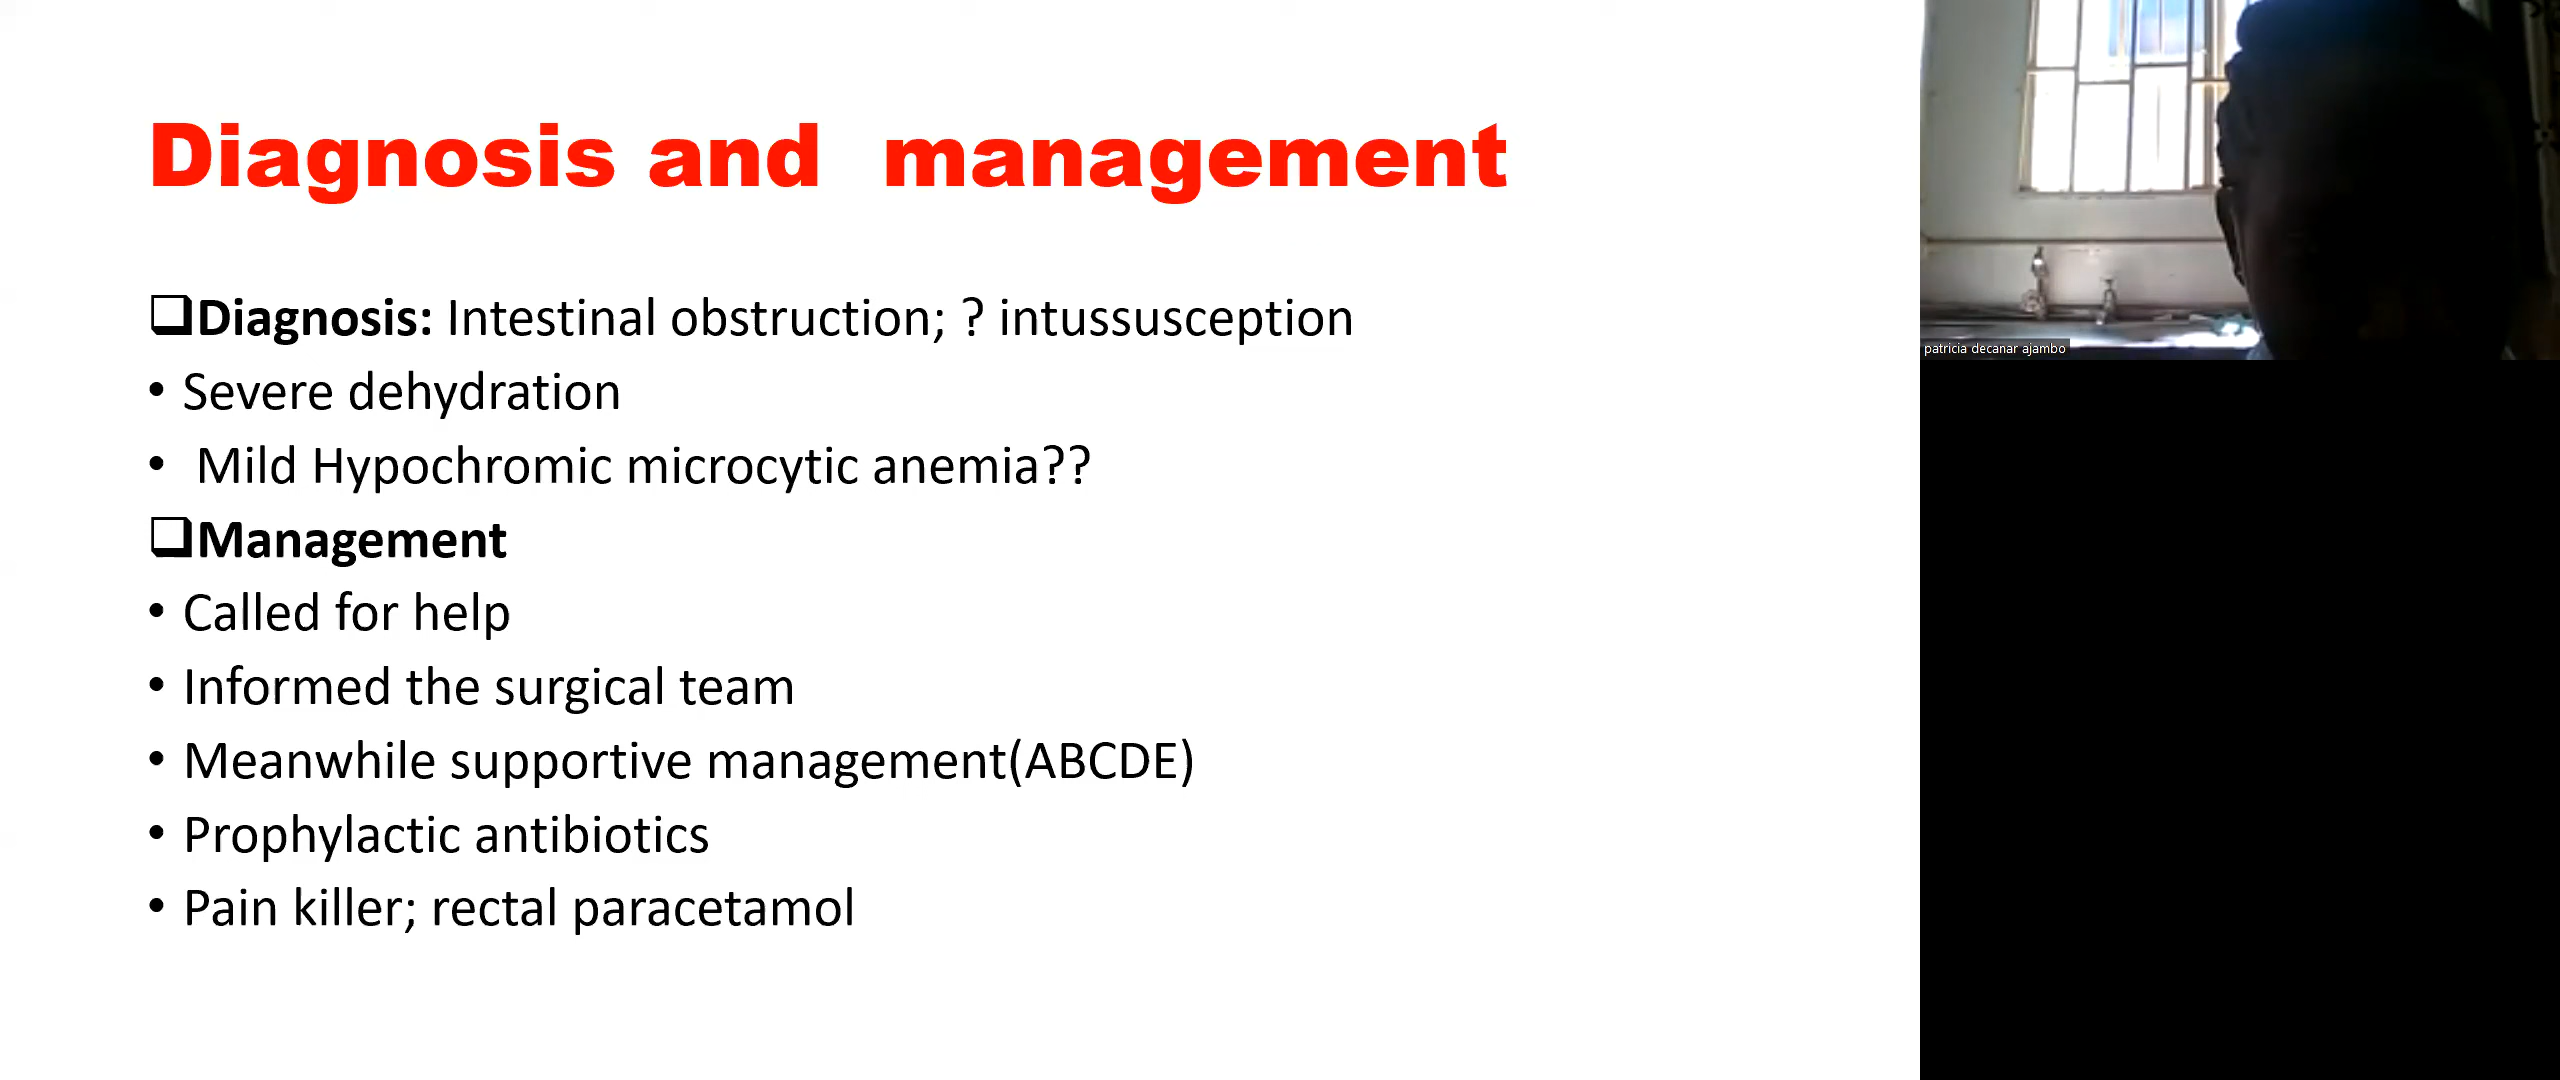 Diagnosis and  management
Diagnosis: Intestinal obstruction; ? intussusception
• Severe dehydration
•  Mild Hypochromic microcytic anemia??
Management
• Called for help
• Informed the surgical team
• Meanwhile supportive management(ABCDE)
• Prophylactic antibiotics
• Pain killer; rectal paracetamol
patricia decanar ajambo